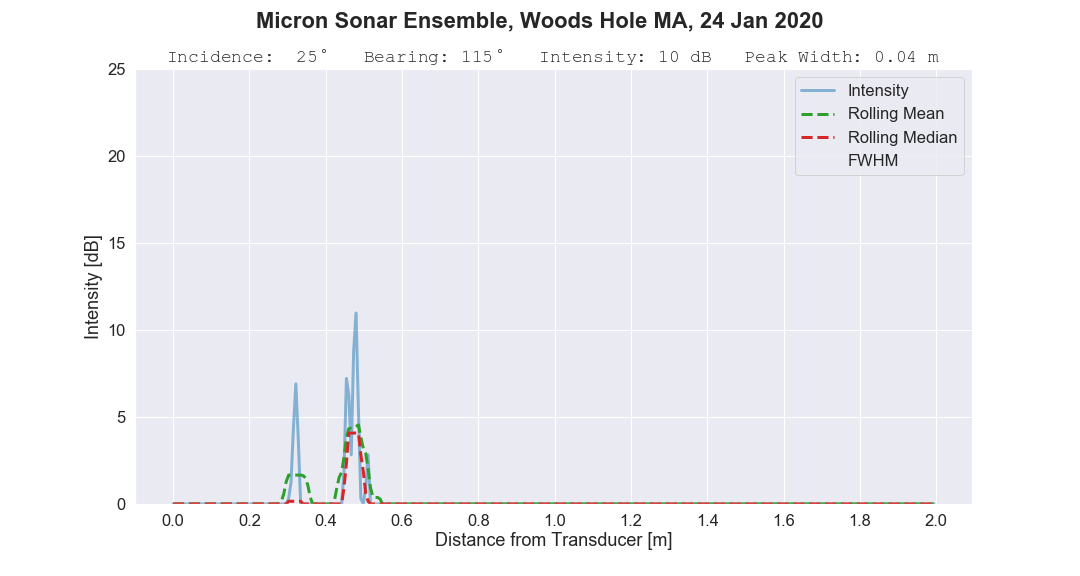 Micron Sonar Ensemble, Woods Hole MA, 24 Jan 2020
Incidence:  25°   Bearing: 115°   Intensity: 10 dB   Peak Width: 0.04 m
25
20
15
10
5
0
Intensity [dB]
Intensity
Rolling Mean
Rolling Median
FWHM
0.0 0.2 0.4 0.6 0.8 1.0 1.2 1.4 1.6 1.8 2.0
Distance from Transducer [m]